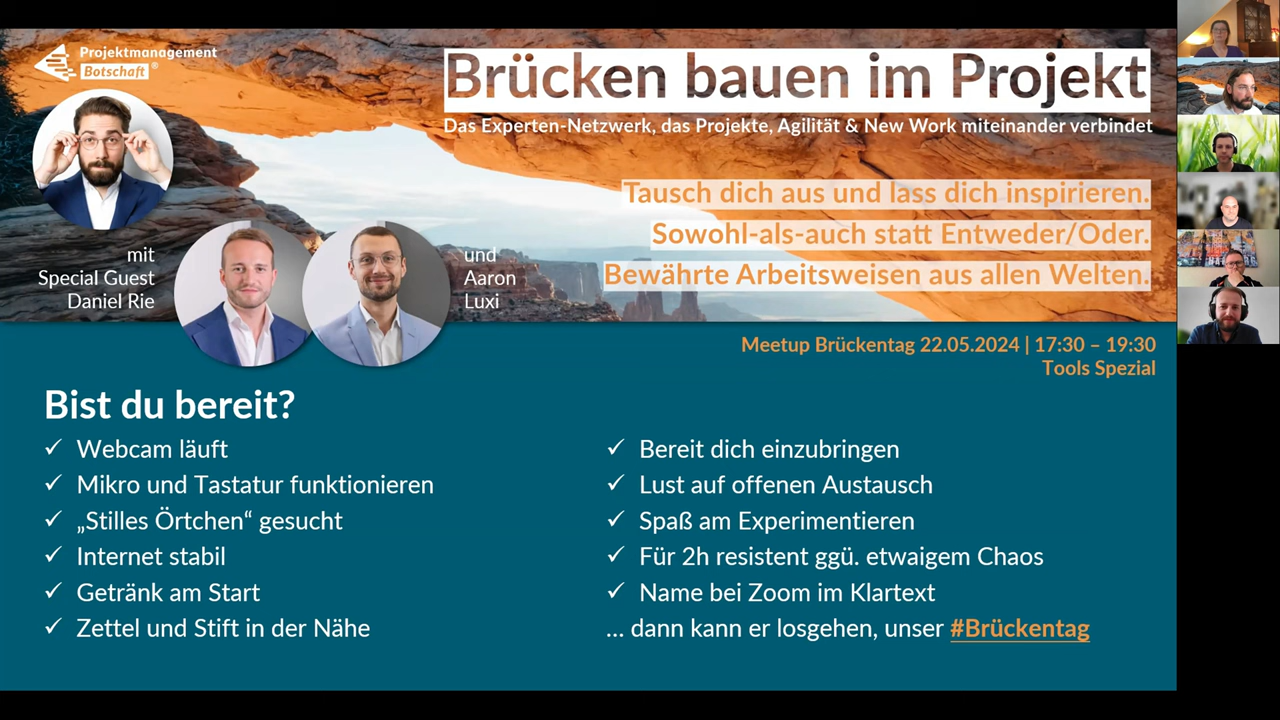 Projektmanagement
Botschaft®
Brücken bauen im Projekt
Das Experten-Netzwerk, das Projekte, Agilität & New Work miteinander verbindet
Tausch dich aus und lass dich inspirieren.
Sowohl-als-auch statt Entweder/Oder.
Bewährte Arbeitsweisen aus allen Welten.
mit
Special Guest
Daniel Rie
und
Aaron
Luxi
Meetup Brückentag 22.05.2024 | 17:30 – 19:30
Tools Spezial
Bist du bereit?
✓ Webcam läuft
✓ Mikro und Tastatur funktionieren
✓ „Stilles Örtchen“ gesucht
✓ Internet stabil
✓ Getränk am Start
✓ Zettel und Stift in der Nähe
✓ Bereit dich einzubringen
✓ Lust auf offenen Austausch
✓ Spaß am Experimentieren
✓ Für 2h resistent ggü. etwaigem Chaos
✓ Name bei Zoom im Klartext
... dann kann er losgehen, unser #Brückentag